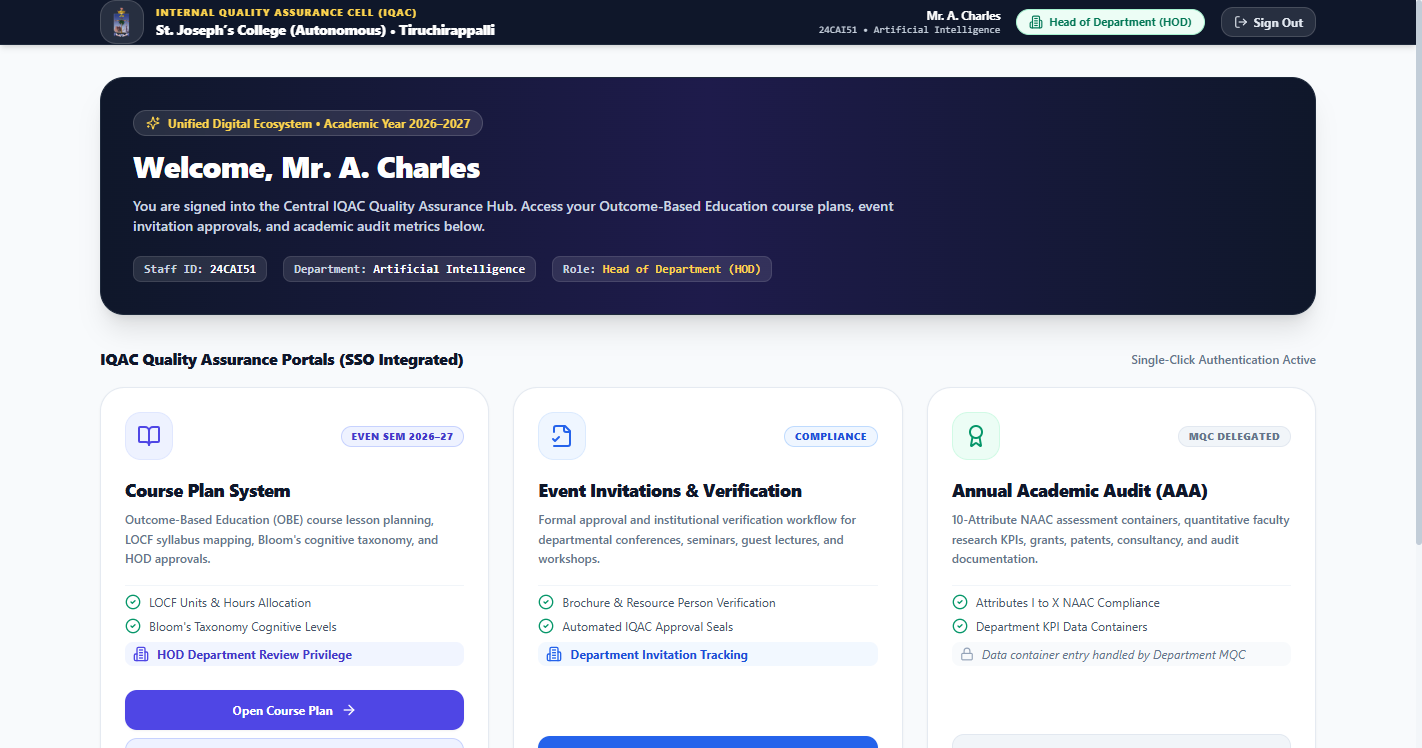 INTERNAL QUALITY ASSURANCE CELL (IQAC)
St. Joseph's College (Autonomous) • Tiruchirappalli
Mr. A. Charles
24CAI51 • Artificial Intelligence
Head of Department (HOD)
Sign Out
Unified Digital Ecosystem • Academic Year 2026–2027
Welcome, Mr. A. Charles
You are signed into the Central IQAC Quality Assurance Hub. Access your Outcome-Based Education course plans, event
invitation approvals, and academic audit metrics below.
Staff ID: 24CAI51
Department: Artificial Intelligence
Role: Head of Department (HOD)
IQAC Quality Assurance Portals (SSO Integrated)
Single-Click Authentication Active
EVEN SEM 2026-27
Course Plan System
Outcome-Based Education (OBE) course lesson planning,
LOCF syllabus mapping, Bloom's cognitive taxonomy, and
HOD approvals.
LOCF Units & Hours Allocation
Bloom's Taxonomy Cognitive Levels
HOD Department Review Privilege
Open Course Plan
COMPLIANCE
Event Invitations & Verification
Formal approval and institutional verification workflow for
departmental conferences, seminars, guest lectures, and
workshops.
Brochure & Resource Person Verification
Automated IQAC Approval Seals
Department Invitation Tracking
MQC DELEGATED
Annual Academic Audit (AAA)
10-Attribute NAAC assessment containers, quantitative faculty
research KPIs, grants, patents, consultancy, and audit
documentation.
Attributes I to X NAAC Compliance
Department KPI Data Containers
Data container entry handled by Department MQC